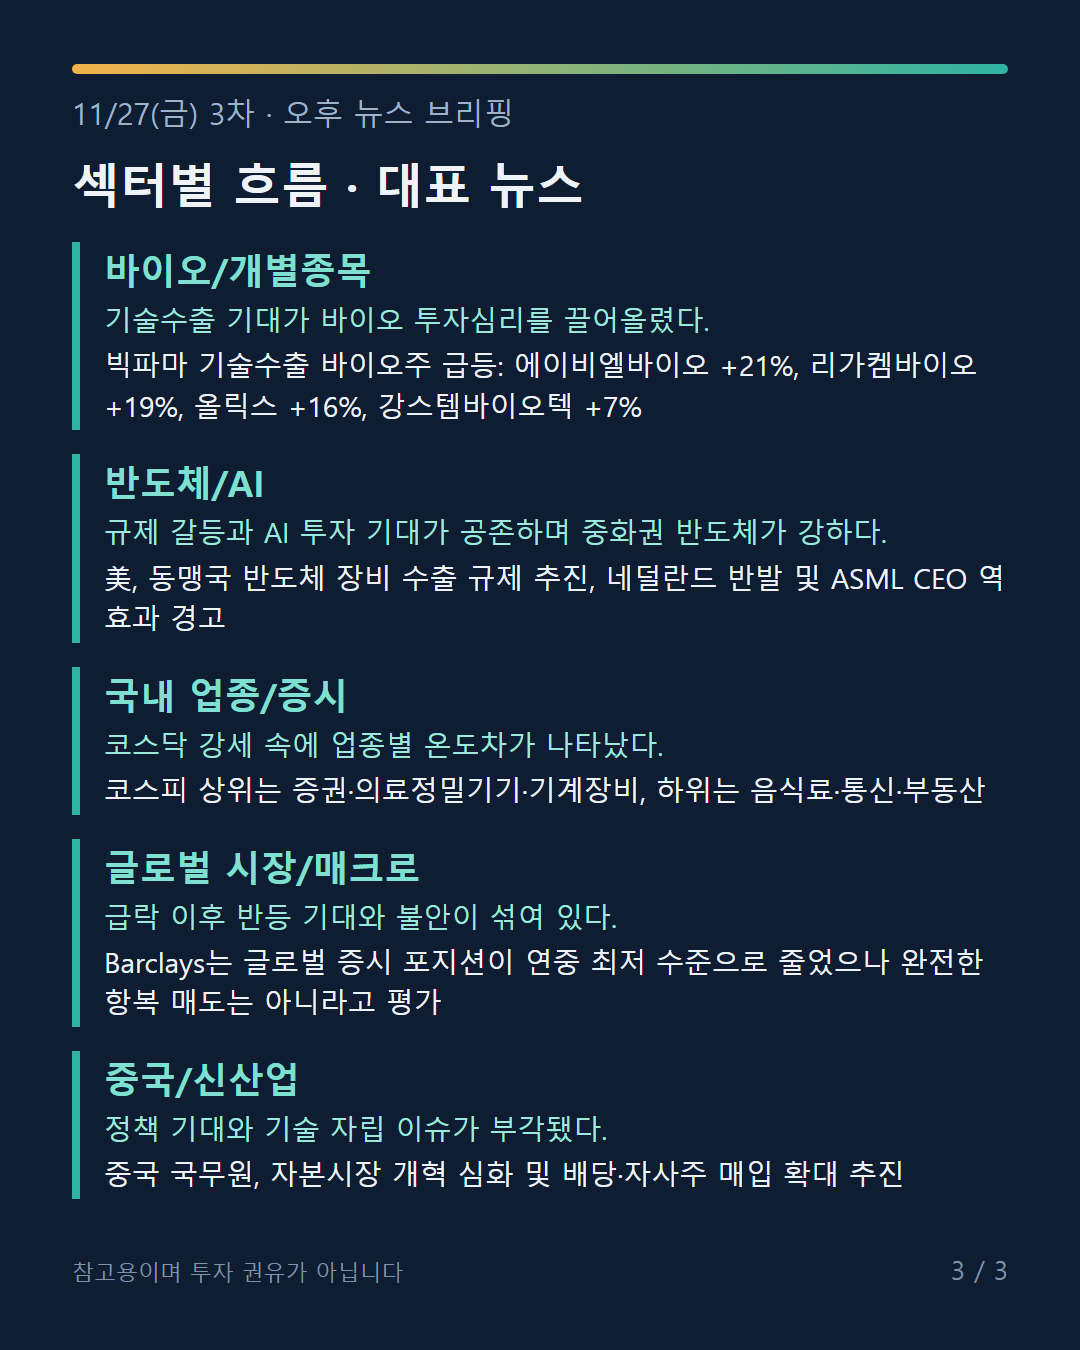 11/27(금) 3차 · 오후 뉴스 브리핑
섹터별 흐름 · 대표 뉴스
바이오/개별종목
기술수출 기대가 바이오 투자심리를 끌어올렸다.
빅파마 기술수출 바이오주 급등: 에이비엘바이오 +21%, 리가켐바이오
+19%, 올릭스 +16%, 강스템바이오텍 +7%
반도체/AI
규제 갈등과 AI 투자 기대가 공존하며 중화권 반도체가 강하다.
美, 동맹국 반도체 장비 수출 규제 추진, 네덜란드 반발 및 ASML CEO 역
효과 경고
국내 업종/증시
코스닥 강세 속에 업종별 온도차가 나타났다.
코스피 상위는 증권·의료정밀기기·기계장비, 하위는 음식료·통신·부동산
글로벌 시장/매크로
급락 이후 반등 기대와 불안이 섞여 있다.
Barclays는 글로벌 증시 포지션이 연중 최저 수준으로 줄었으나 완전한
항복 매도는 아니라고 평가
중국/신산업
정책 기대와 기술 자립 이슈가 부각됐다.
중국 국무원, 자본시장 개혁 심화 및 배당·자사주 매입 확대 추진
참고용이며 투자 권유가 아닙니다
3 / 3